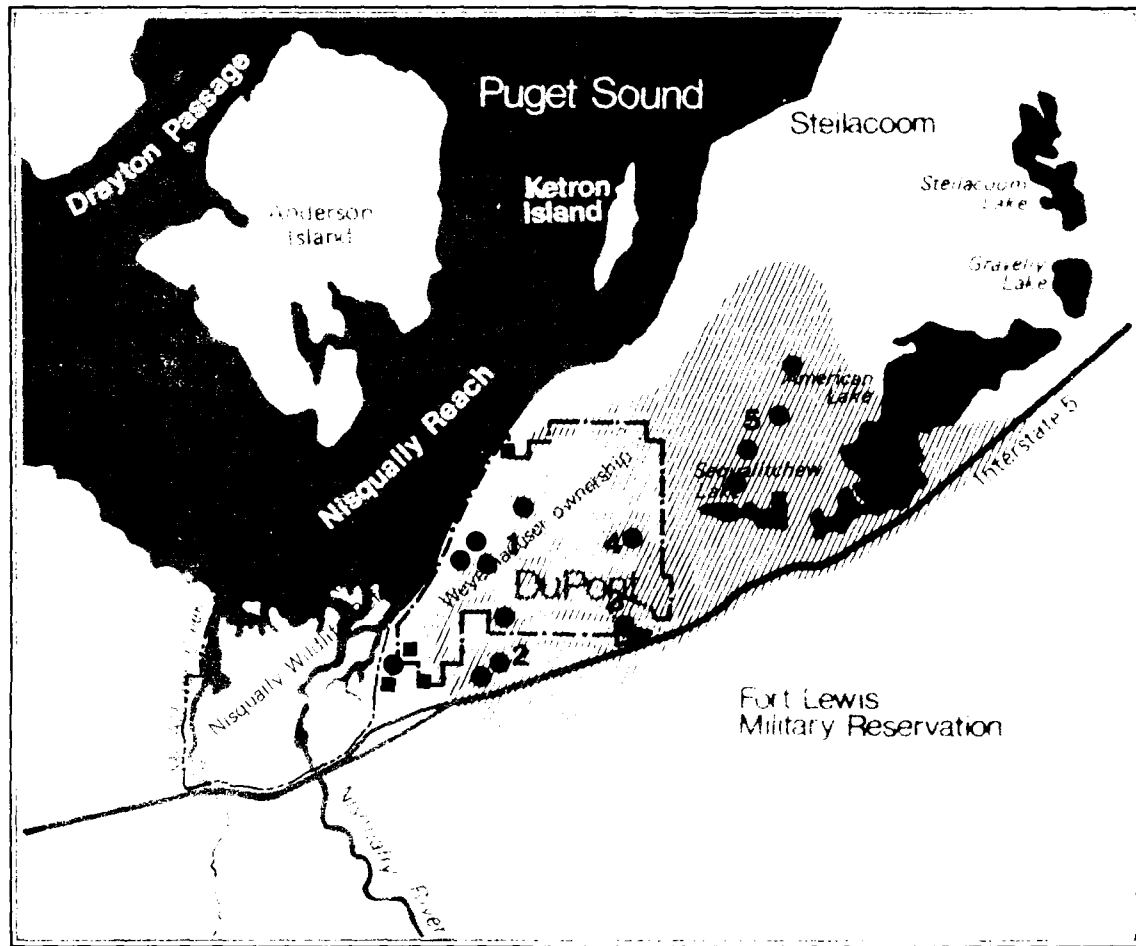 Puget Sound
Drayton Passage
Steilacoom
Steilacoom
Lake
Ketron
Island
Anderson
Island
Gravelly
Lake
American
Lake
5
Interstate 5
Nisqually Reach
Sequalitchew
Lake
Weyerhaeuser ownership
4
DuPont
2
Nisqually
Fort Lewis
Military Reservation
Nisqually River